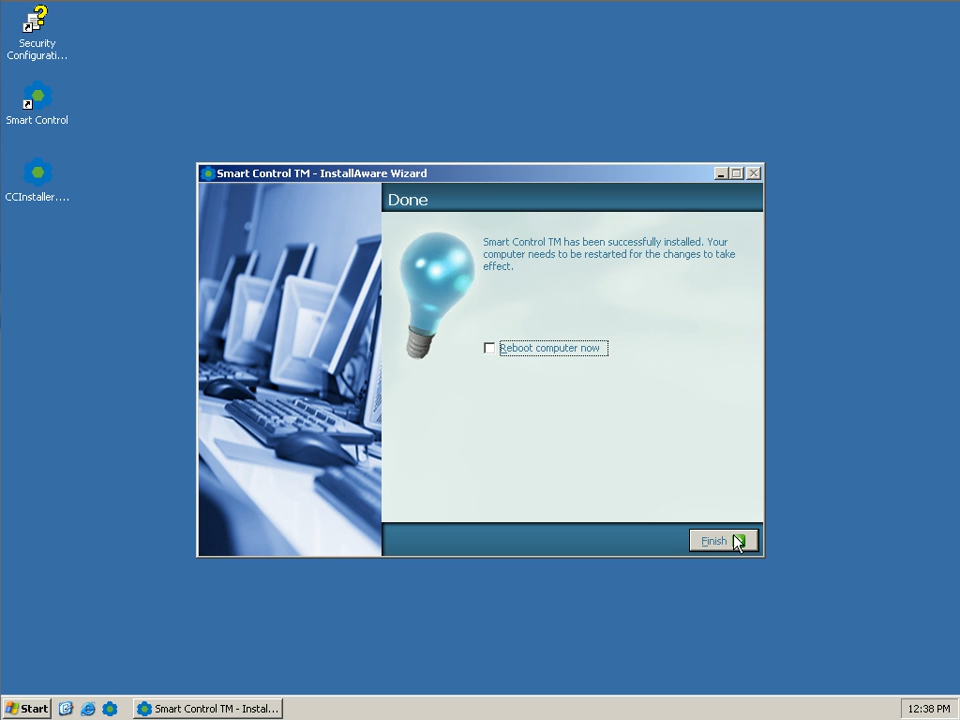 Security
Configurati...
Smart Control
CCInstaller....
Smart Control TM - InstallAware Wizard
Done
Smart Control TM has been successfully installed. Your
computer needs to be restarted for the changes to take
effect.
Reboot computer now
Finish
Start
Smart Control TM - Instal...
12:38 PM